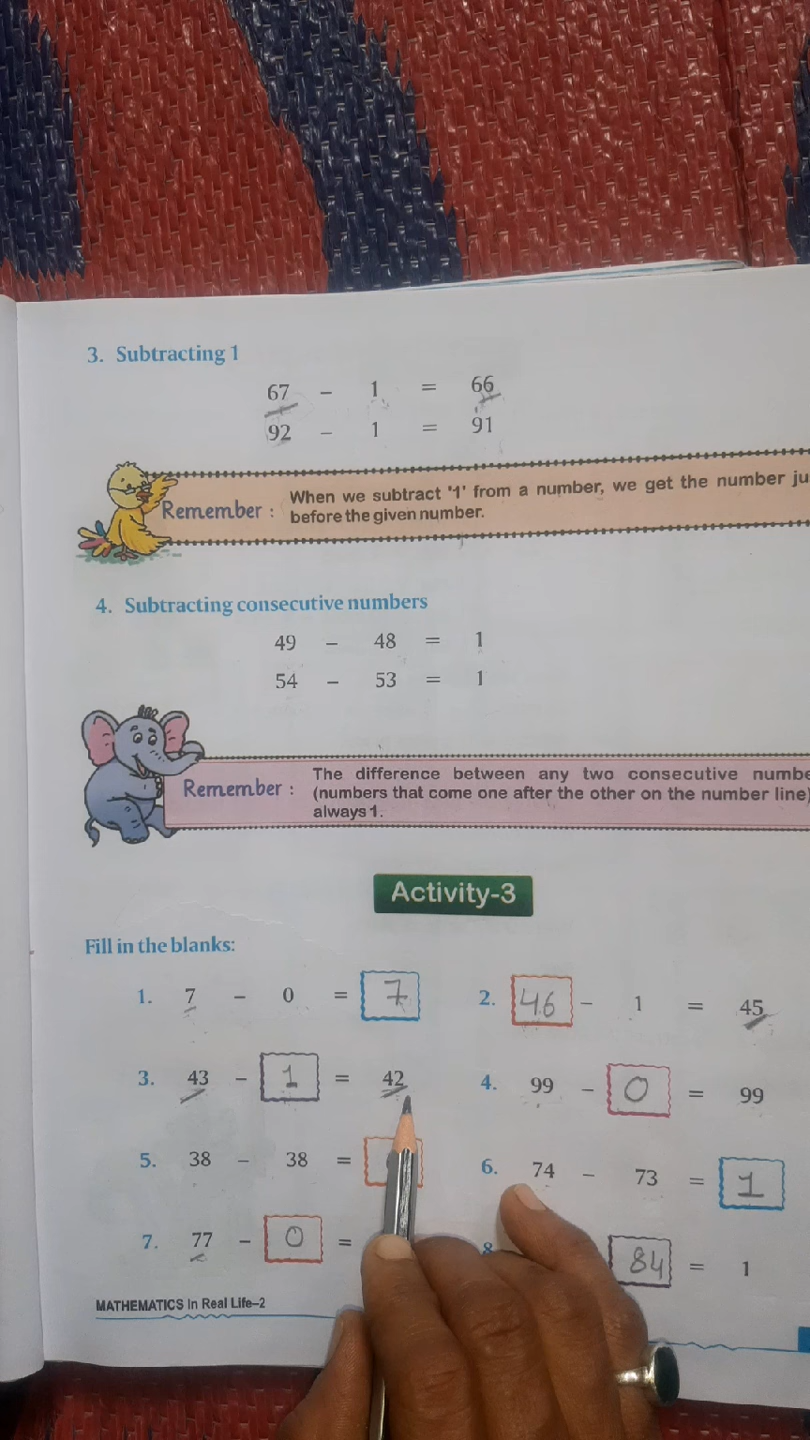 3. Subtracting 1
67 - 1 = 66
92 - 1 = 91
Remember : When we subtract '1' from a number, we get the number
before the given number.
4. Subtracting consecutive numbers
49 - 48 = 1
54 - 53 = 1
Remember : The difference between any two consecutive
(numbers that come one after the other on the number line)
always 1.
Activity-3
Fill in the blanks:
1. 7 - 0 = 7
2. 46 - 1 = 45
3. 43 - 1 = 42
4. 99 - 0 = 99
5. 38 - 38 =
6. 74 - 73 = 1
7. 77 - 0 =
8 84 = 1
MATHEMATICS In Real Life–2